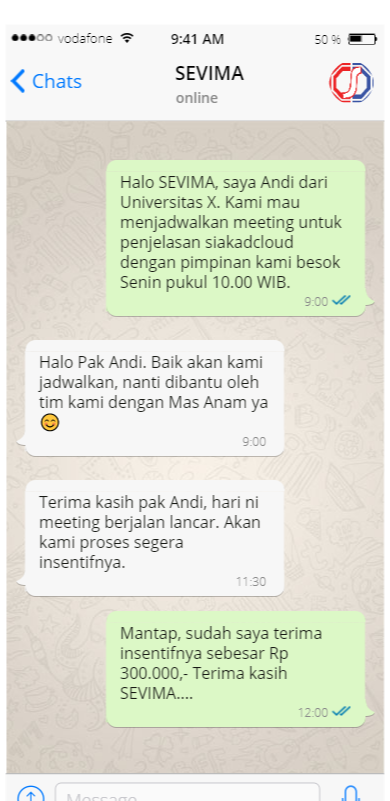 vodafone 9:41 AM 50 %
Chats
SEVIMA
online
Halo SEVIMA, saya Andi dari
Universitas X. Kami mau
menjadwalkan meeting untuk
penjelasan siakadcloud
dengan pimpinan kami besok
Senin pukul 10.00 WIB.
9:00
Halo Pak Andi. Baik akan kami
jadwalkan, nanti dibantu oleh
tim kami dengan Mas Anam ya
😊
9:00
Terima kasih pak Andi, hari ni
meeting berjalan lancar. Akan
kami proses segera
insentifnya.
11:30
Mantap, sudah saya terima
insentifnya sebesar Rp
300.000,- Terima kasih
SEVIMA....
12:00
Message